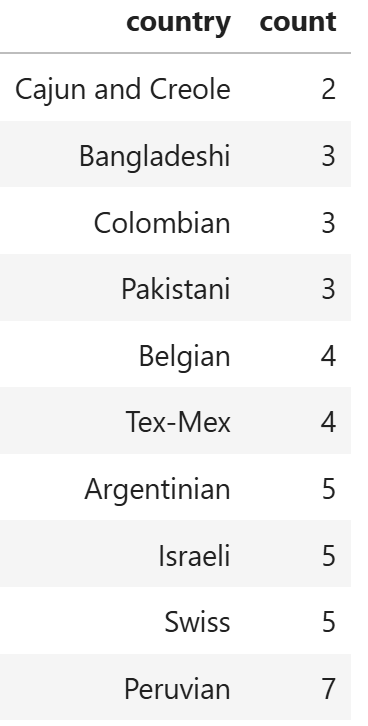 country count
Cajun and Creole 2
Bangladeshi 3
Colombian 3
Pakistani 3
Belgian 4
Tex-Mex 4
Argentinian 5
Israeli 5
Swiss 5
Peruvian 7